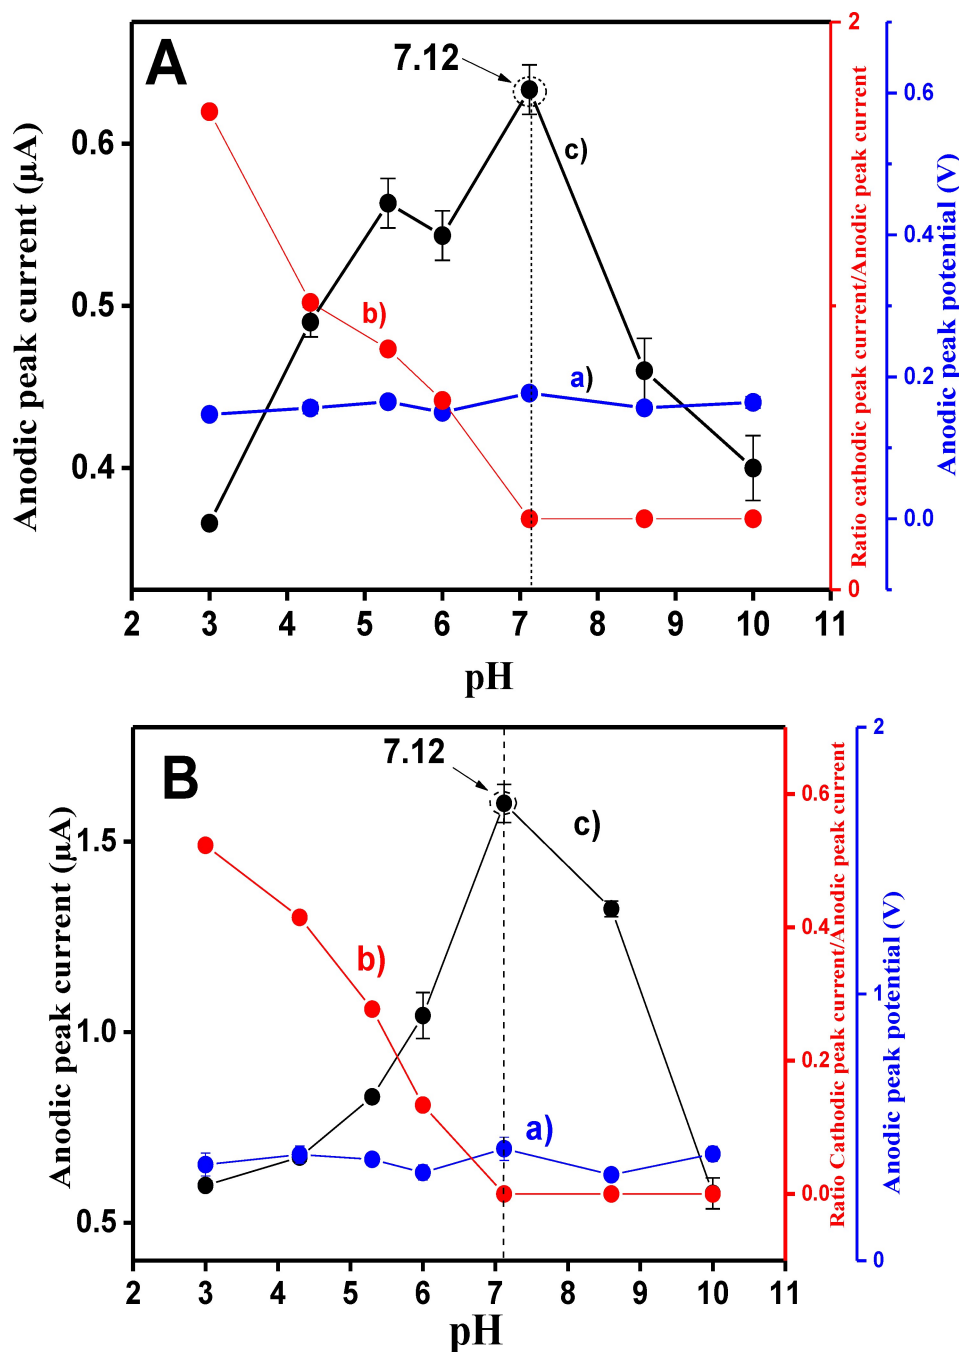 A
7.12
c)
b)
a)
Anodic peak current (µA)
0.6
0.5
0.4
2
0
Ratio cathodic peak current/Anodic peak current
0.6
0.4
0.2
0.0
Anodic peak potential (V)
2 3 4 5 6 7 8 9 10 11
pH
B
7.12
c)
b)
a)
Anodic peak current (µA)
1.5
1.0
0.5
0.6
0.4
0.2
0.0
Ratio Cathodic peak current/Anodic peak current
2
1
0
Anodic peak potential (V)
2 3 4 5 6 7 8 9 10 11
pH